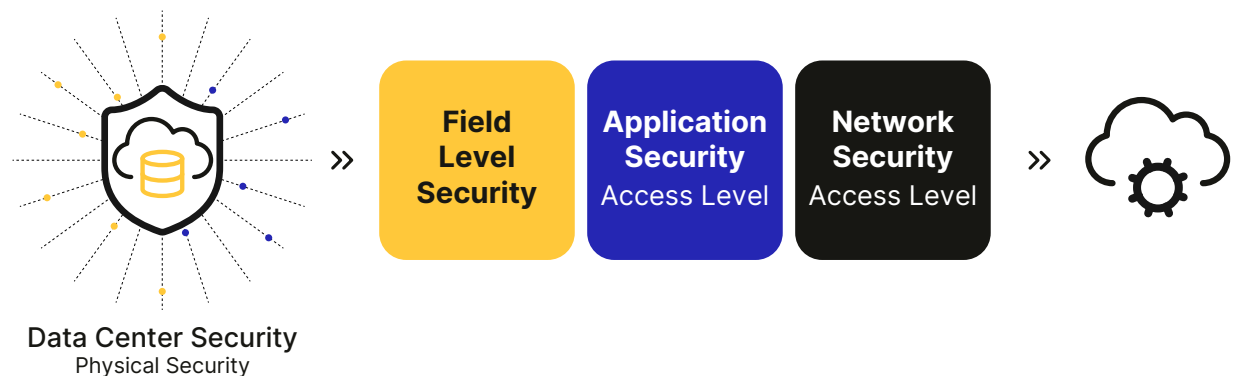 Field
Level
Security
Application
Security
Access Level
Network
Security
Access Level
Data Center Security
Physical Security